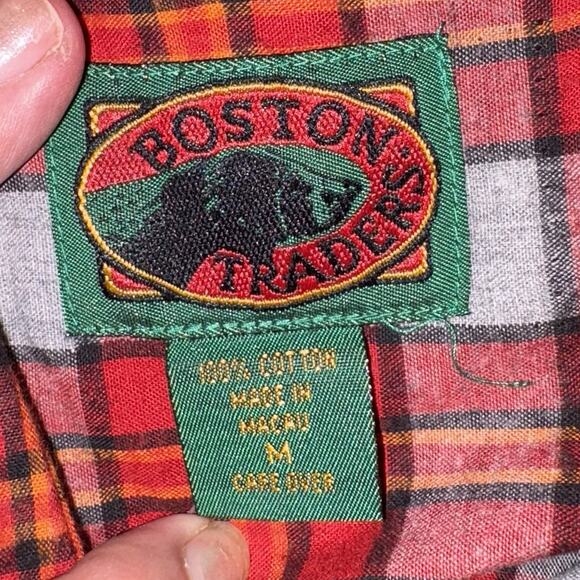 BOSTON
TRADERS
100% COTTON
MADE IN
MACAU
M
CARE OVER